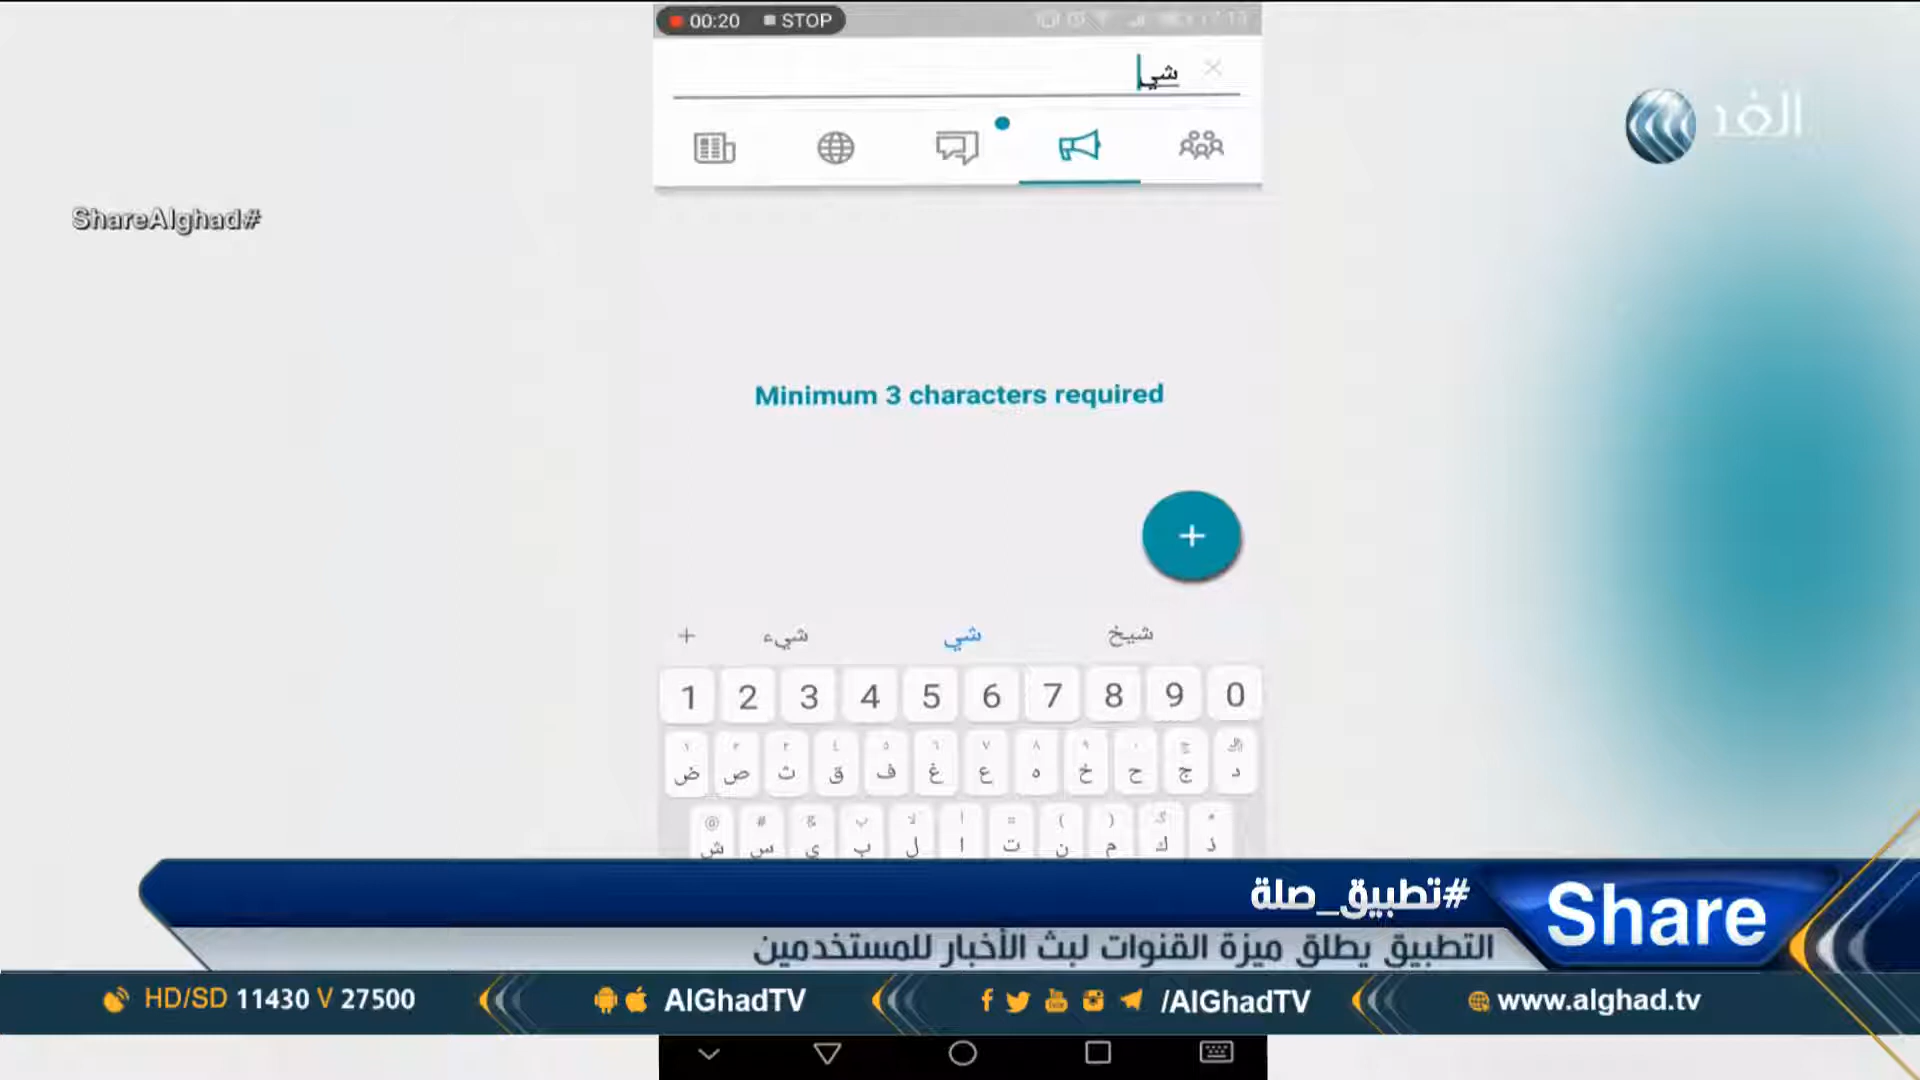 00:20 STOP
شي
الغد
ShareAlghad#
Minimum 3 characters required
+
+ شيء شي شيخ
1 2 3 4 5 6 7 8 9 0
ض ص ث ق ف غ ع ه خ ح ج د
ش س ي ب ل ا ت ن م ك ذ
#تطبيق_صلة
Share
التطبيق يطلق ميزة القنوات لبث الأخبار للمستخدمين
HD/SD 11430 V 27500
AlGhadTV
/AlGhadTV
www.alghad.tv